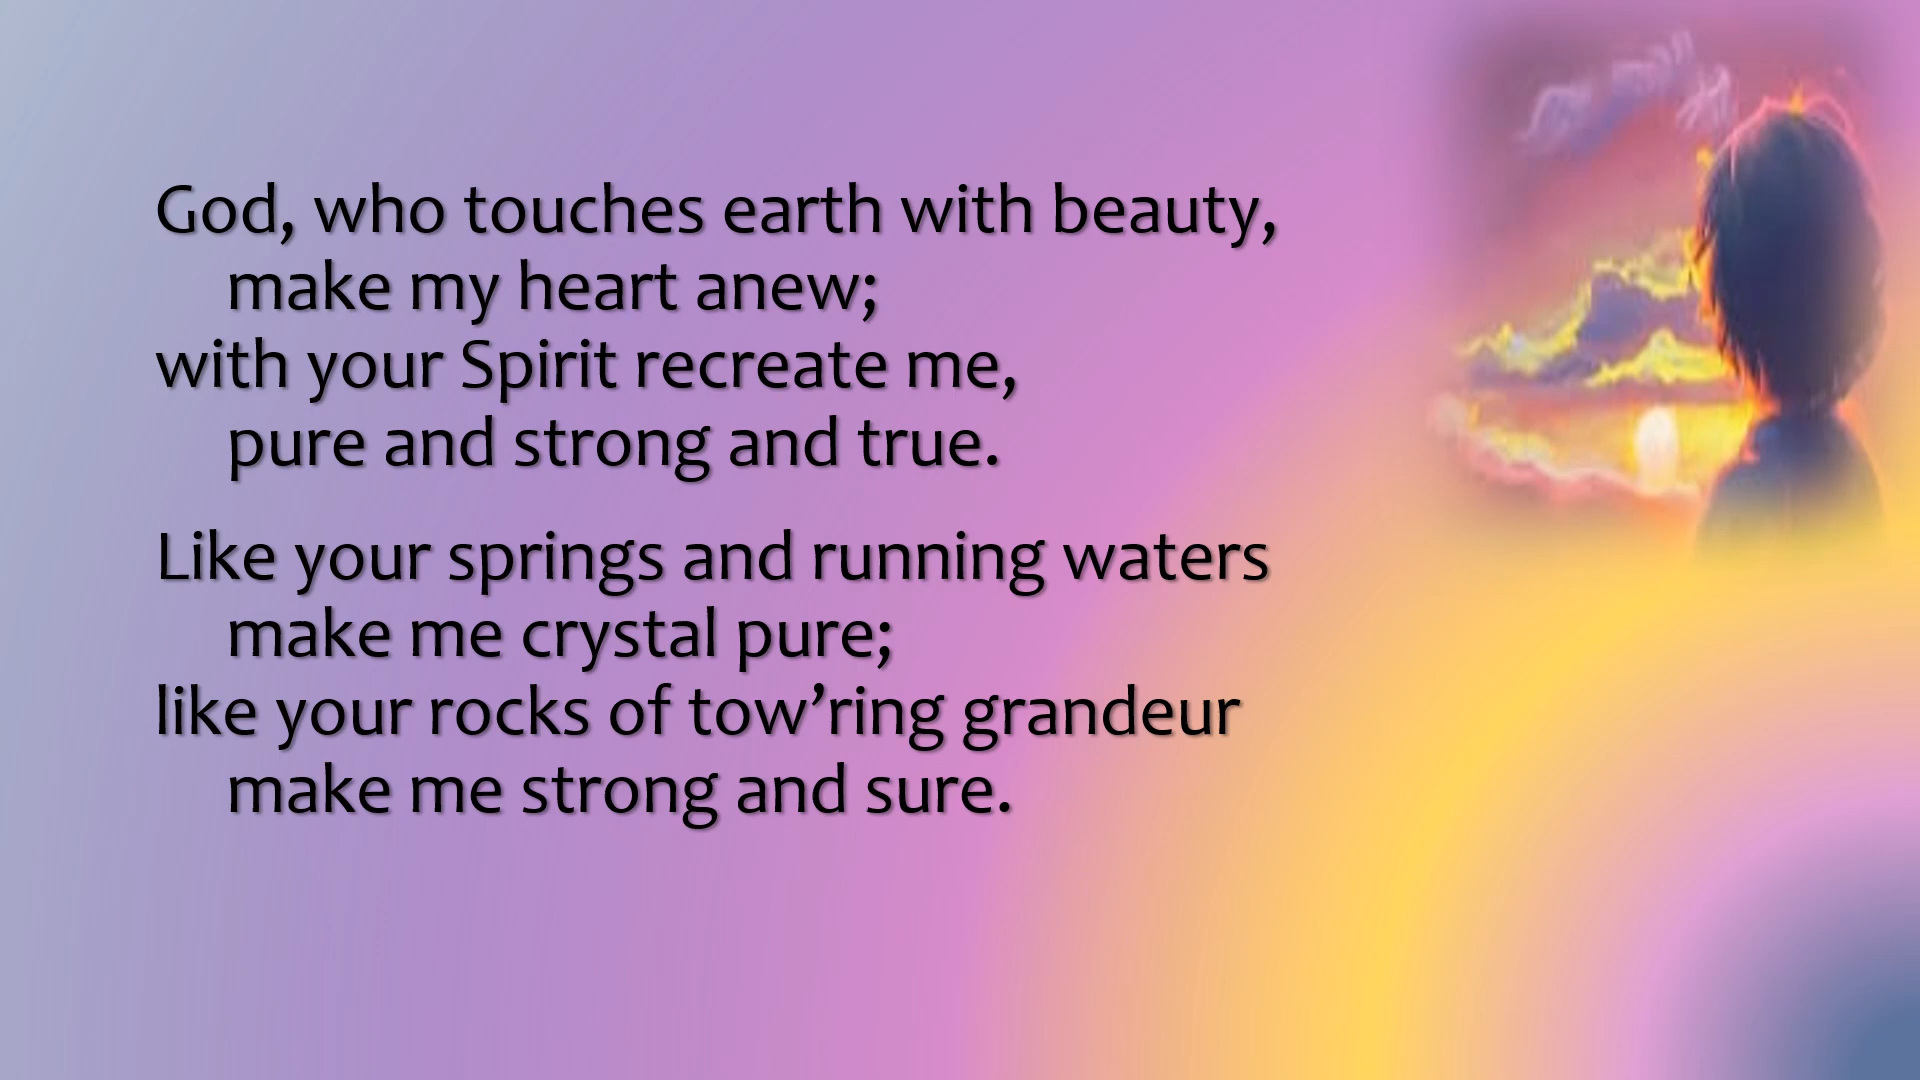 God, who touches earth with beauty,
make my heart anew;
with your Spirit recreate me,
pure and strong and true.
Like your springs and running waters
make me crystal pure;
like your rocks of tow’ring grandeur
make me strong and sure.